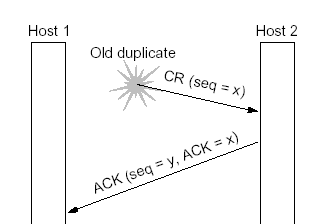 Host 1
Host 2
Old duplicate
CR (seq = x)
ACK (seq = y, ACK = x)